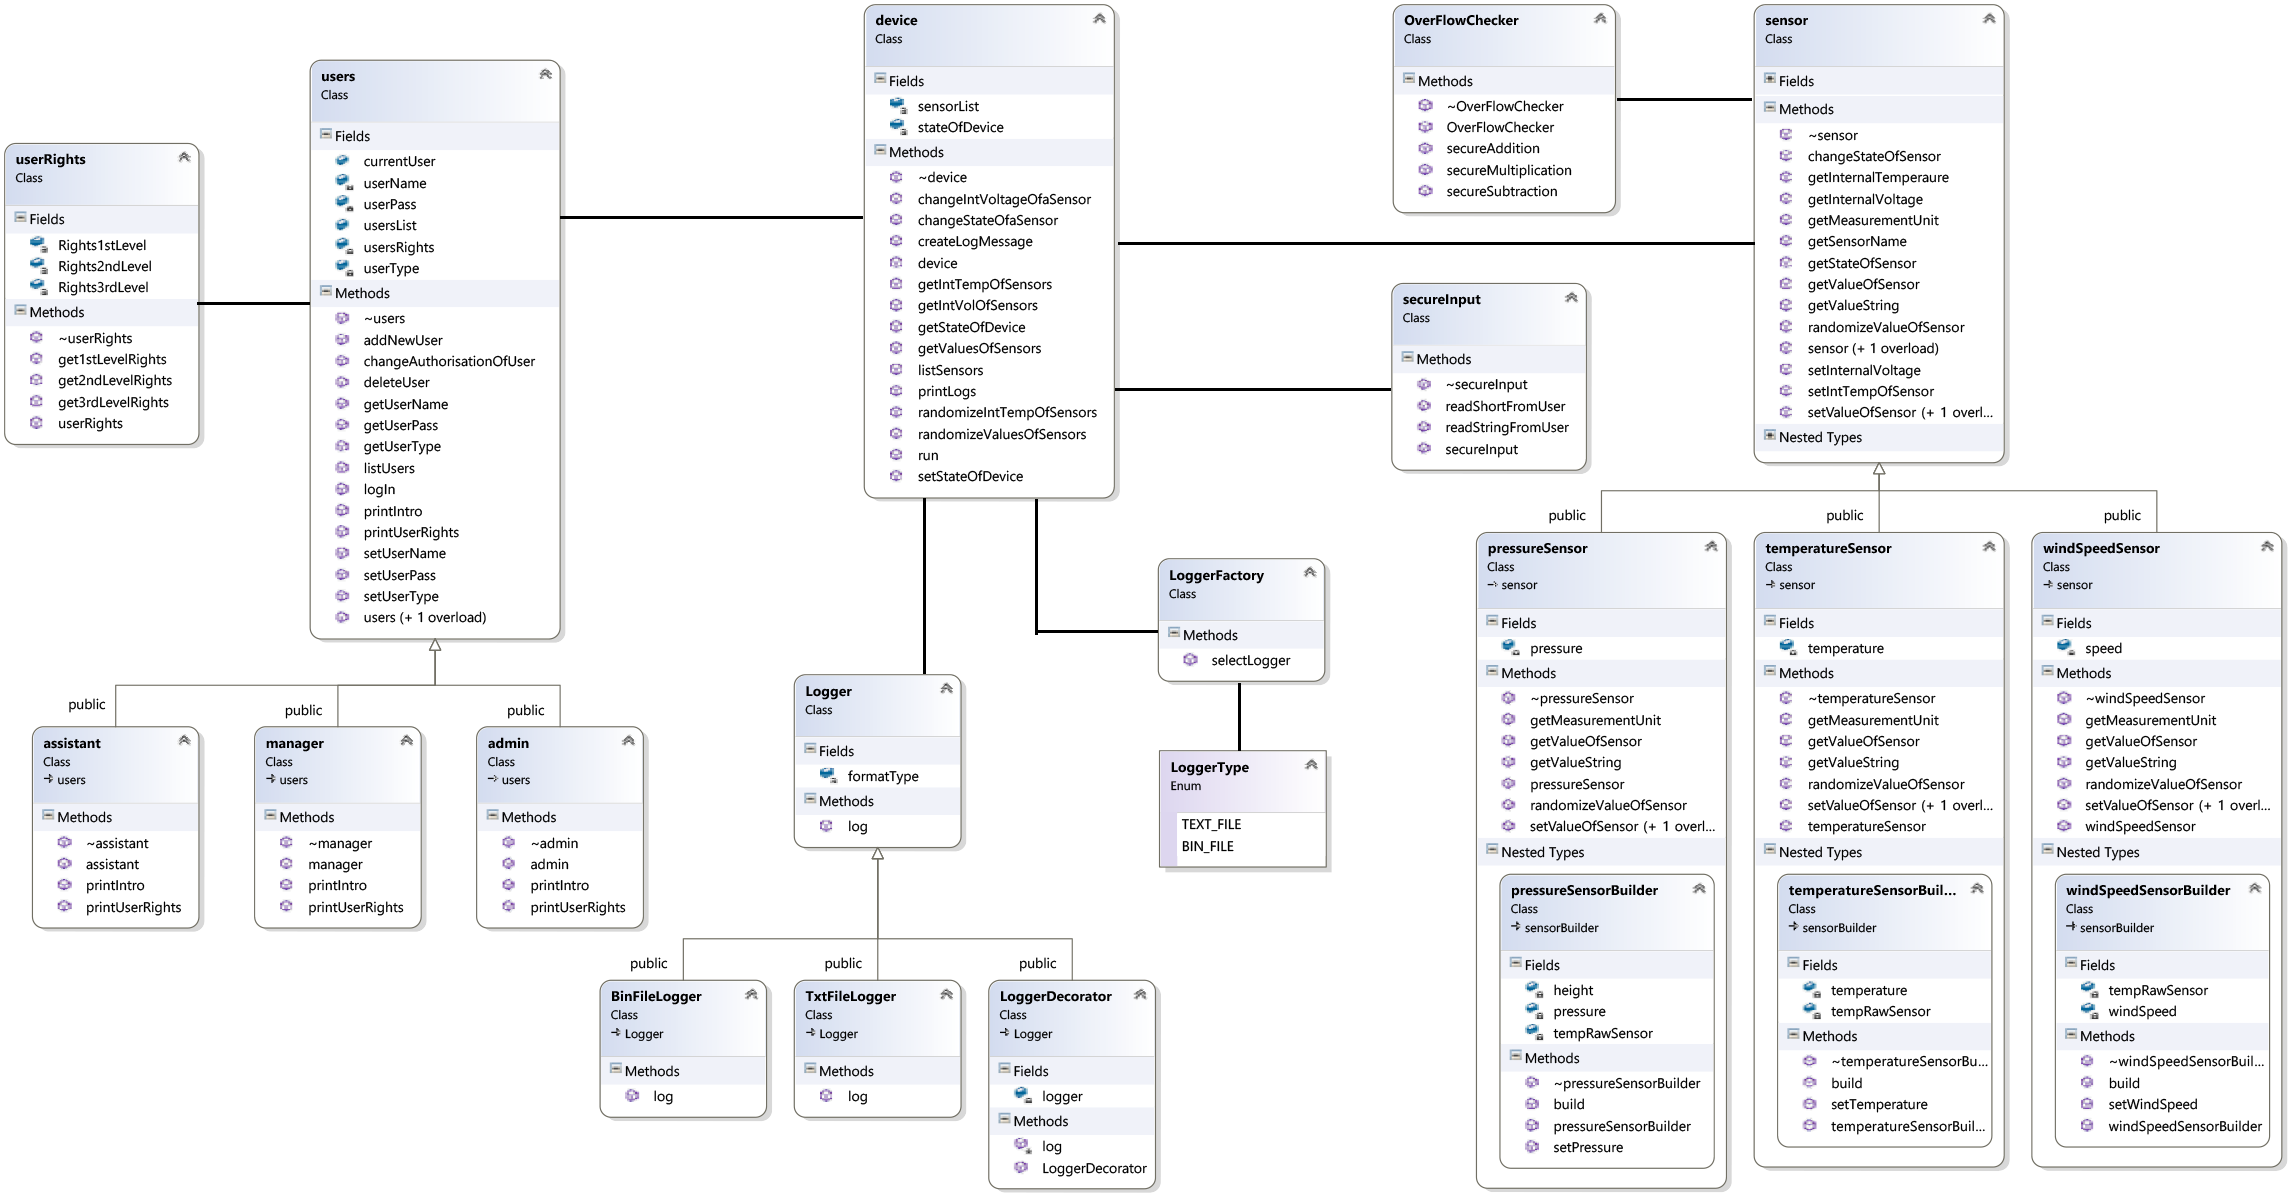 userRights
Class
Fields
Rights1stLevel
Rights2ndLevel
Rights3rdLevel
Methods
~userRights
get1stLevelRights
get2ndLevelRights
get3rdLevelRights
userRights
users
Class
Fields
currentUser
userName
userPass
usersList
usersRights
userType
Methods
~users
addNewUser
changeAuthorisationOfUser
deleteUser
getUserName
getUserPass
getUserType
listUsers
logIn
printIntro
printUserRights
setUserName
setUserPass
setUserType
users (+ 1 overload)
public
public
public
assistant
Class
users
Methods
~assistant
assistant
printIntro
printUserRights
manager
Class
users
Methods
~manager
manager
printIntro
printUserRights
admin
Class
users
Methods
~admin
admin
printIntro
printUserRights
device
Class
Fields
sensorList
stateOfDevice
Methods
~device
changeIntVoltageOfaSensor
changeStateOfaSensor
createLogMessage
device
getIntTempOfSensors
getIntVolOfSensors
getStateOfDevice
getValuesOfSensors
listSensors
printLogs
randomizeIntTempOfSensors
randomizeValuesOfSensors
run
setStateOfDevice
Logger
Class
Fields
formatType
Methods
log
public
public
public
BinFileLogger
Class
Logger
Methods
log
TxtFileLogger
Class
Logger
Methods
log
LoggerDecorator
Class
Logger
Fields
logger
Methods
log
LoggerDecorator
LoggerFactory
Class
Methods
selectLogger
LoggerType
Enum
TEXT_FILE
BIN_FILE
OverFlowChecker
Class
Methods
~OverFlowChecker
OverFlowChecker
secureAddition
secureMultiplication
secureSubtraction
secureInput
Class
Methods
~secureInput
readShortFromUser
readStringFromUser
secureInput
sensor
Class
Fields
Methods
~sensor
changeStateOfSensor
getInternalTemperaure
getInternalVoltage
getMeasurementUnit
getSensorName
getStateOfSensor
getValueOfSensor
getValueString
randomizeValueOfSensor
sensor (+ 1 overload)
setInternalVoltage
setIntTempOfSensor
setValueOfSensor (+ 1 overl...
Nested Types
public
public
public
pressureSensor
Class
sensor
Fields
pressure
Methods
~pressureSensor
getMeasurementUnit
getValueOfSensor
getValueString
pressureSensor
randomizeValueOfSensor
setValueOfSensor (+ 1 overl...
Nested Types
pressureSensorBuilder
Class
sensorBuilder
Fields
height
pressure
tempRawSensor
Methods
~pressureSensorBuilder
build
pressureSensorBuilder
setPressure
temperatureSensor
Class
sensor
Fields
temperature
Methods
~temperatureSensor
getMeasurementUnit
getValueOfSensor
getValueString
randomizeValueOfSensor
setValueOfSensor (+ 1 overl...
temperatureSensor
Nested Types
temperatureSensorBuil...
Class
sensorBuilder
Fields
temperature
tempRawSensor
Methods
~temperatureSensorBu...
build
setTemperature
temperatureSensorBuil...
windSpeedSensor
Class
sensor
Fields
speed
Methods
~windSpeedSensor
getMeasurementUnit
getValueOfSensor
getValueString
randomizeValueOfSensor
setValueOfSensor (+ 1 overl...
windSpeedSensor
Nested Types
windSpeedSensorBuilder
Class
sensorBuilder
Fields
tempRawSensor
windSpeed
Methods
~windSpeedSensorBuil...
build
setWindSpeed
windSpeedSensorBuilder